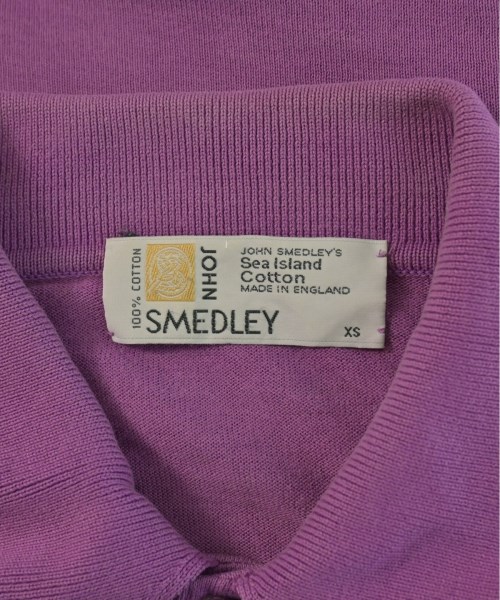 100% COTTON
JOHN
SMEDLEY
JOHN SMEDLEY'S
Sea Island
Cotton
MADE IN ENGLAND
XS